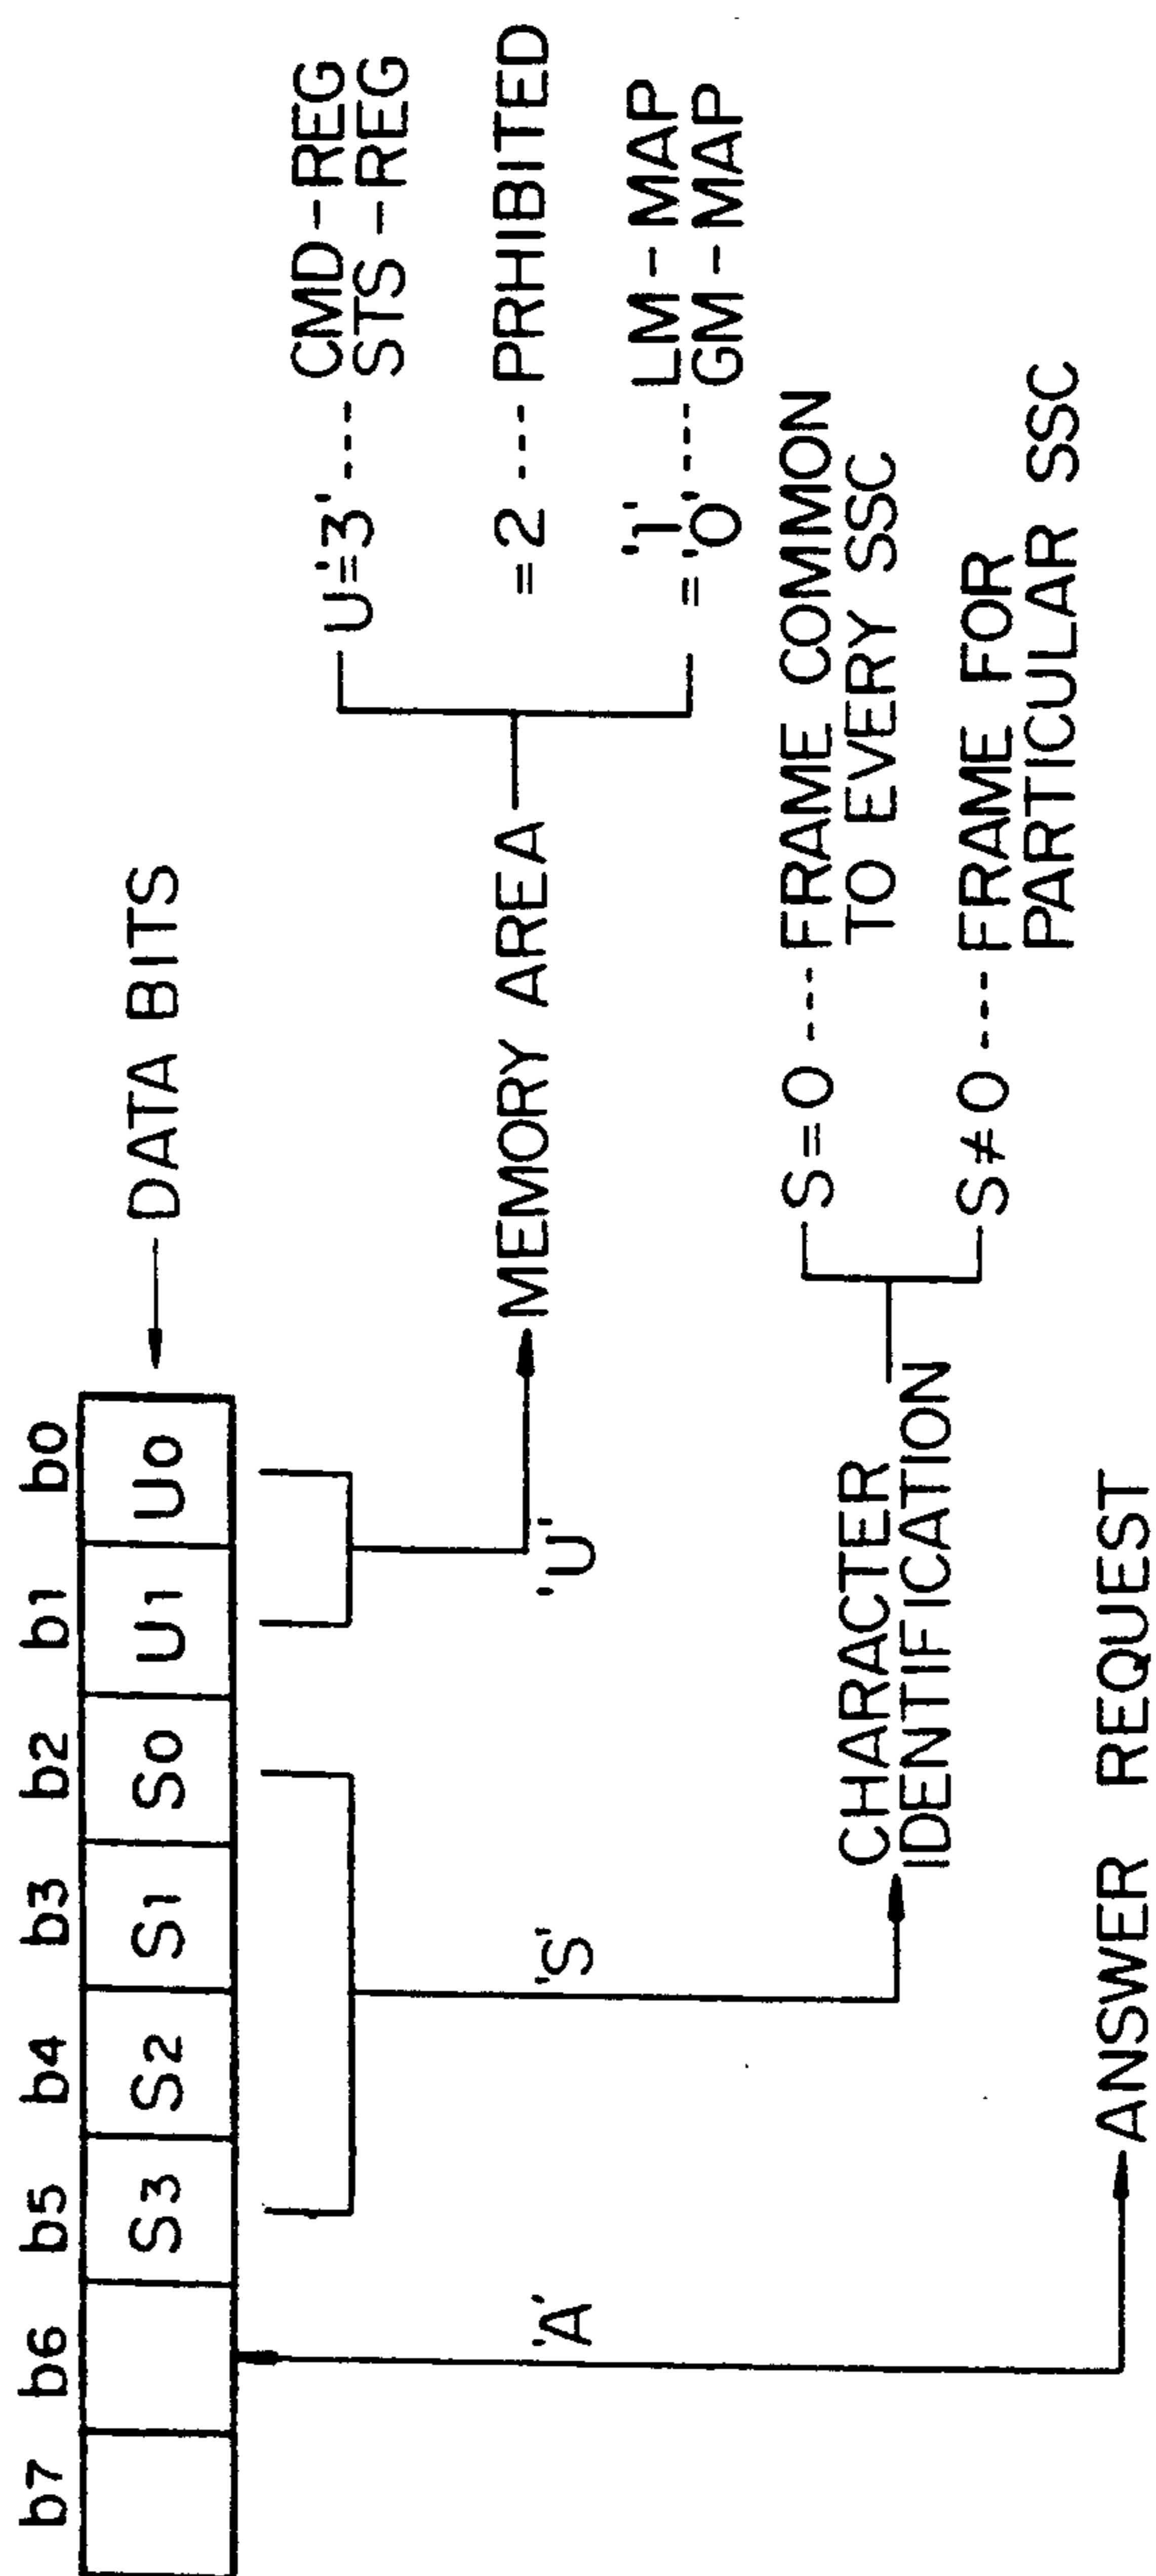 b7 b6 b5 b4 b3 b2 b1 b0
S3 S2 S1 S0 U1 U0
DATA BITS
'A'
'S'
'U'
MEMORY AREA
U='3' ---- CMD-REG
STS-REG
=2 --- PRHIBITED
'1' LM-MAP
='0' ---- GM-MAP
CHARACTER
IDENTIFICATION
S=0 --- FRAME COMMON
TO EVERY SSC
S≠0 --- FRAME FOR
PARTICULAR SSC
ANSWER REQUEST